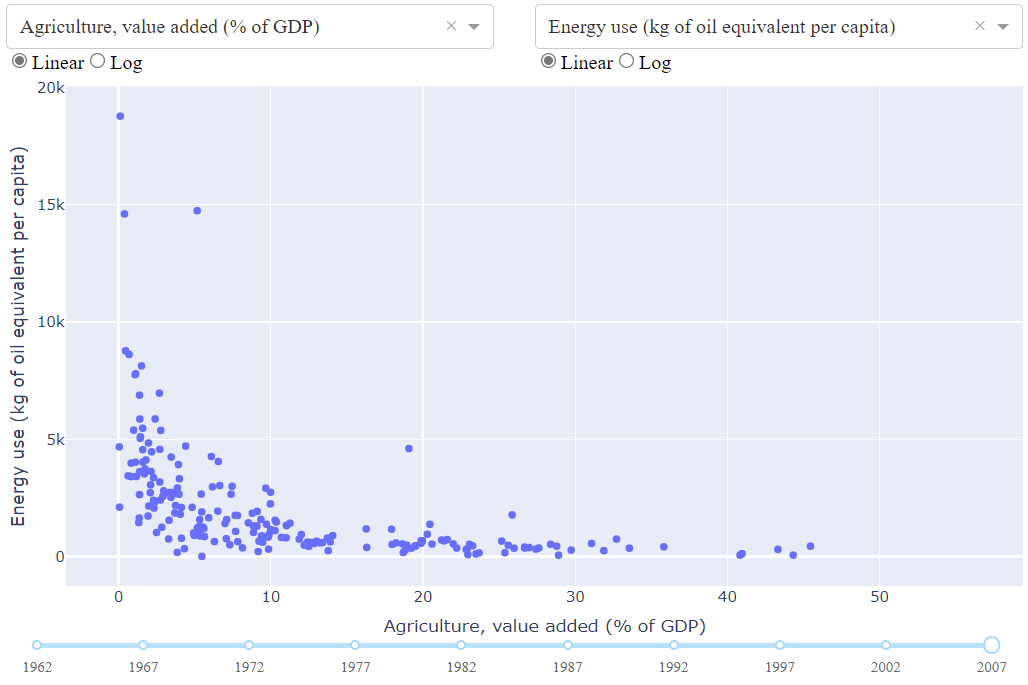 Agriculture, value added (% of GDP) × Energy use (kg of oil equivalent per capita) ×
Linear Log Linear Log
Energy use (kg of oil equivalent per capita)
20k
15k
10k
5k
0
0 10 20 30 40 50
Agriculture, value added (% of GDP)
1962 1967 1972 1977 1982 1987 1992 1997 2002 2007